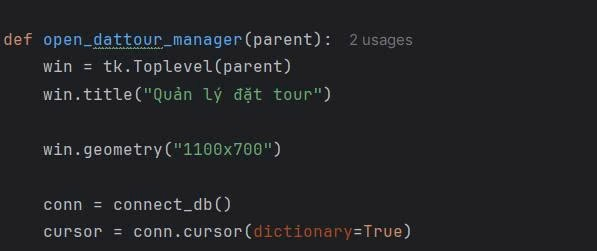 def open_dattour_manager(parent): 2 usages
    win = tk.Toplevel(parent)
    win.title("Quản lý đặt tour")
    win.geometry("1100x700")
    conn = connect_db()
    cursor = conn.cursor(dictionary=True)